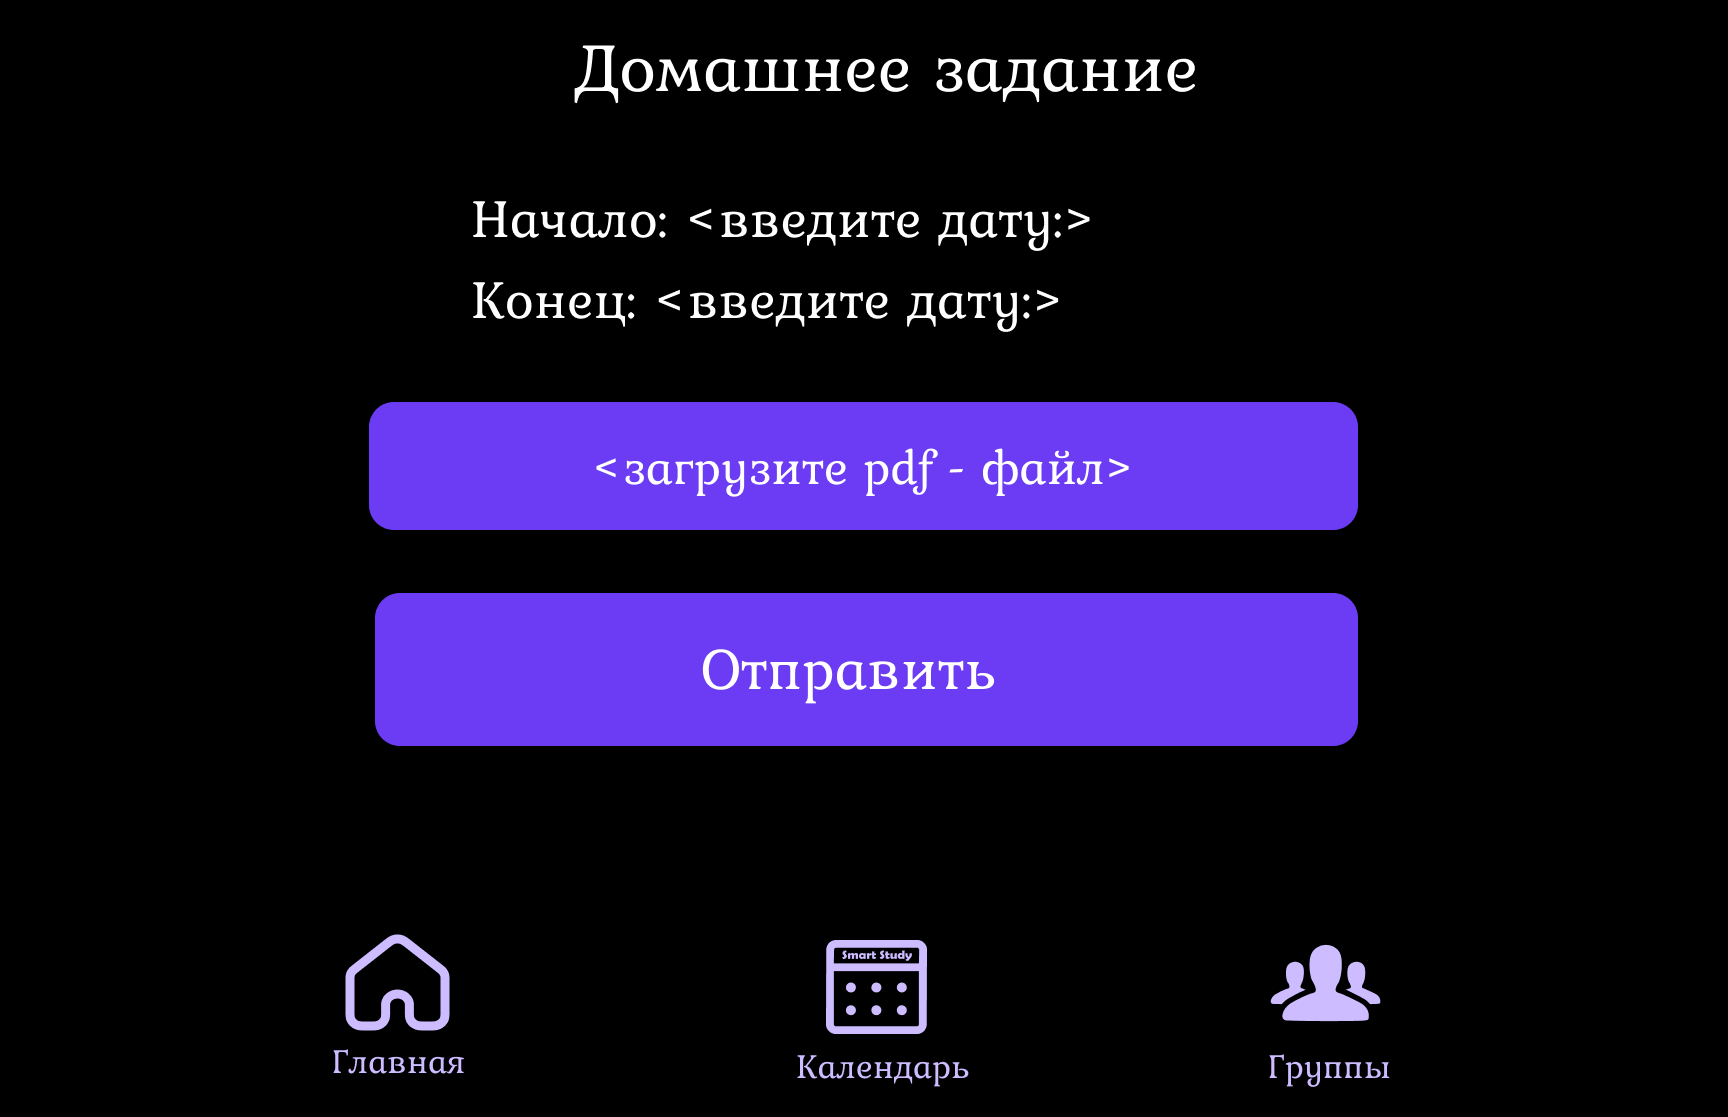 Домашнее задание
Начало: <введите дату:>
Конец: <введите дату:>
<загрузите pdf - файл>
Отправить
Smart Study
Главная
Календарь
Группы